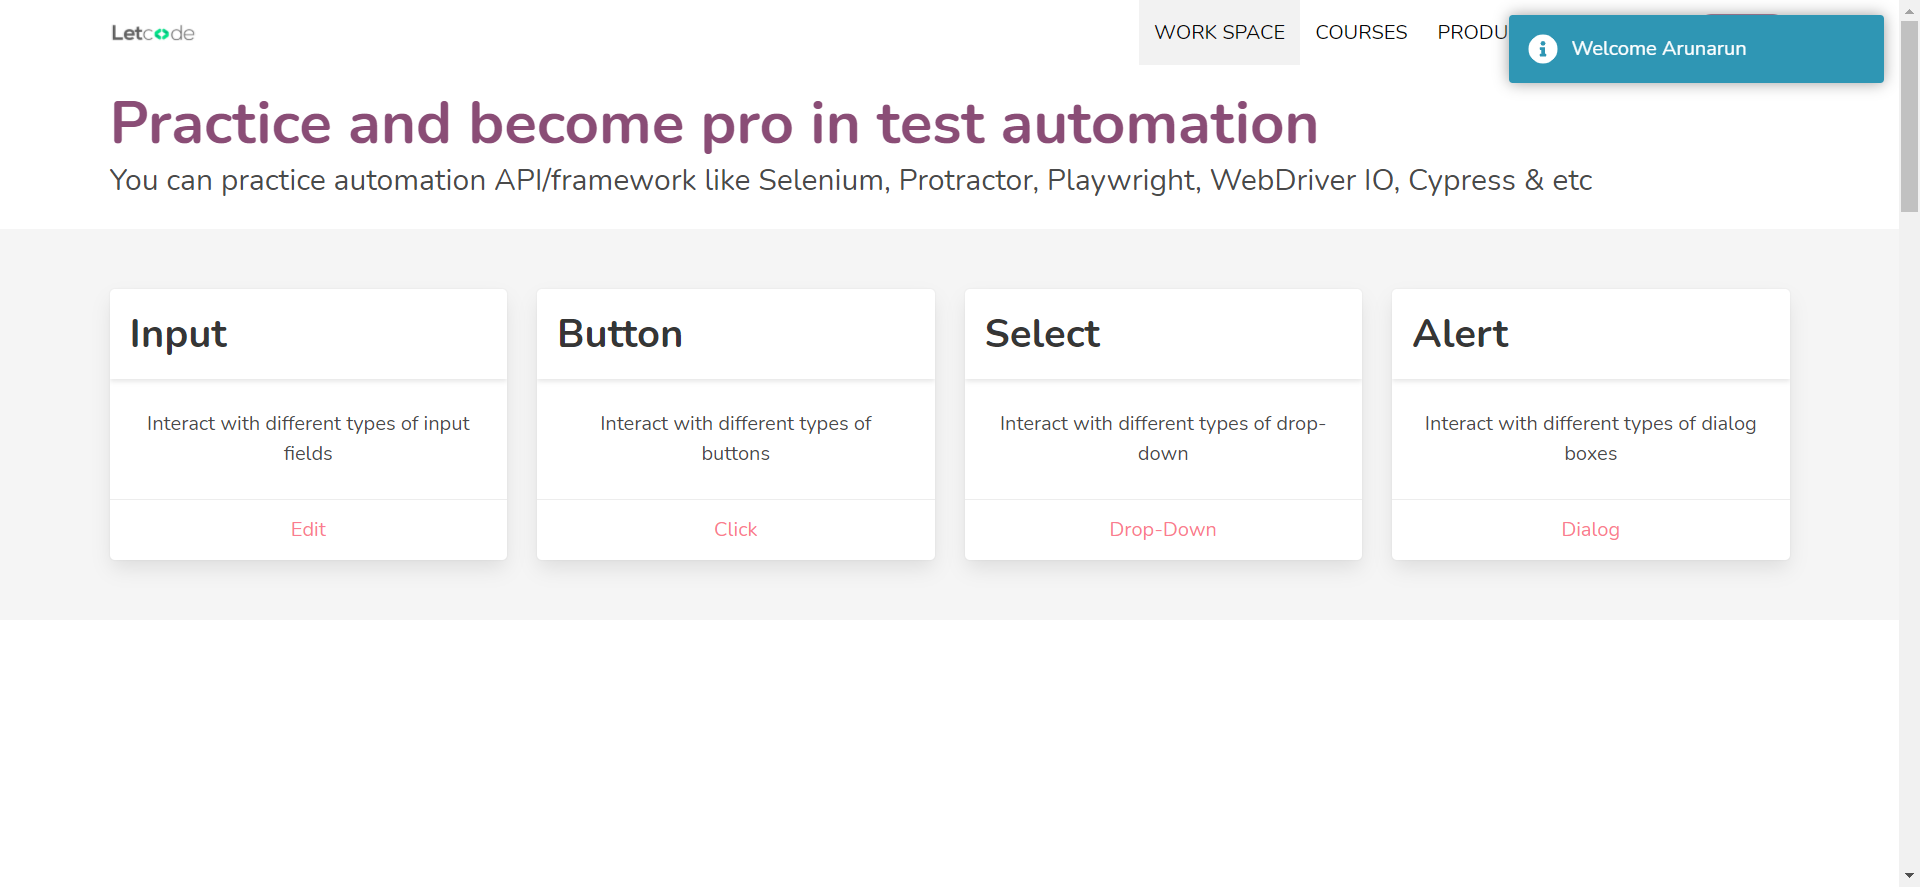 Letcode
WORK SPACE COURSES PRODU
Welcome Arunarun
Practice and become pro in test automation
You can practice automation API/framework like Selenium, Protractor, Playwright, WebDriver IO, Cypress & etc
Input
Interact with different types of input
fields
Edit
Button
Interact with different types of
buttons
Click
Select
Interact with different types of drop-
down
Drop-Down
Alert
Interact with different types of dialog
boxes
Dialog